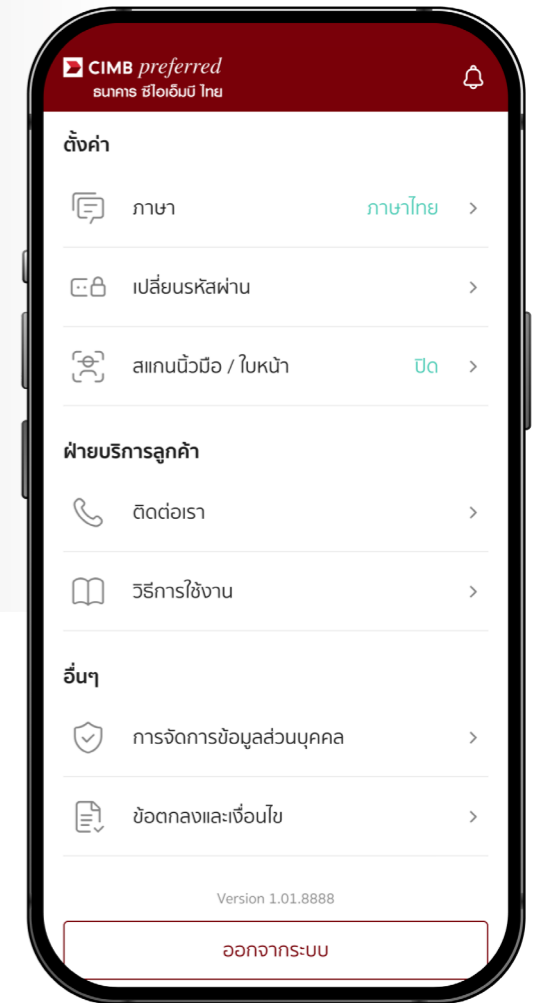 CIMB preferred
ธนาคาร ซีไอเอ็มบี ไทย
ตั้งค่า
ภาษา ภาษาไทย
เปลี่ยนรหัสผ่าน
สแกนนิ้วมือ / ใบหน้า ปิด
ฝ่ายบริการลูกค้า
ติดต่อเรา
วิธีการใช้งาน
อื่นๆ
การจัดการข้อมูลส่วนบุคคล
ข้อตกลงและเงื่อนไข
Version 1.01.8888
ออกจากระบบ